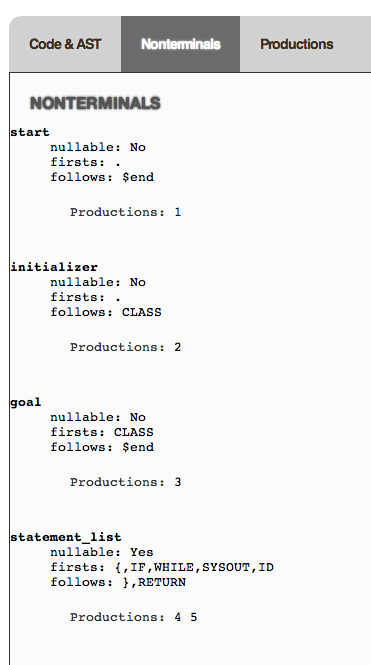 Code & AST Nonterminals Productions
NONTERMINALS
start
nullable: No
firsts: .
follows: $end
Productions: 1
initializer
nullable: No
firsts: .
follows: CLASS
Productions: 2
goal
nullable: No
firsts: CLASS
follows: $end
Productions: 3
statement_list
nullable: Yes
firsts: {,IF,WHILE,SYSOUT,ID
follows: },RETURN
Productions: 4 5